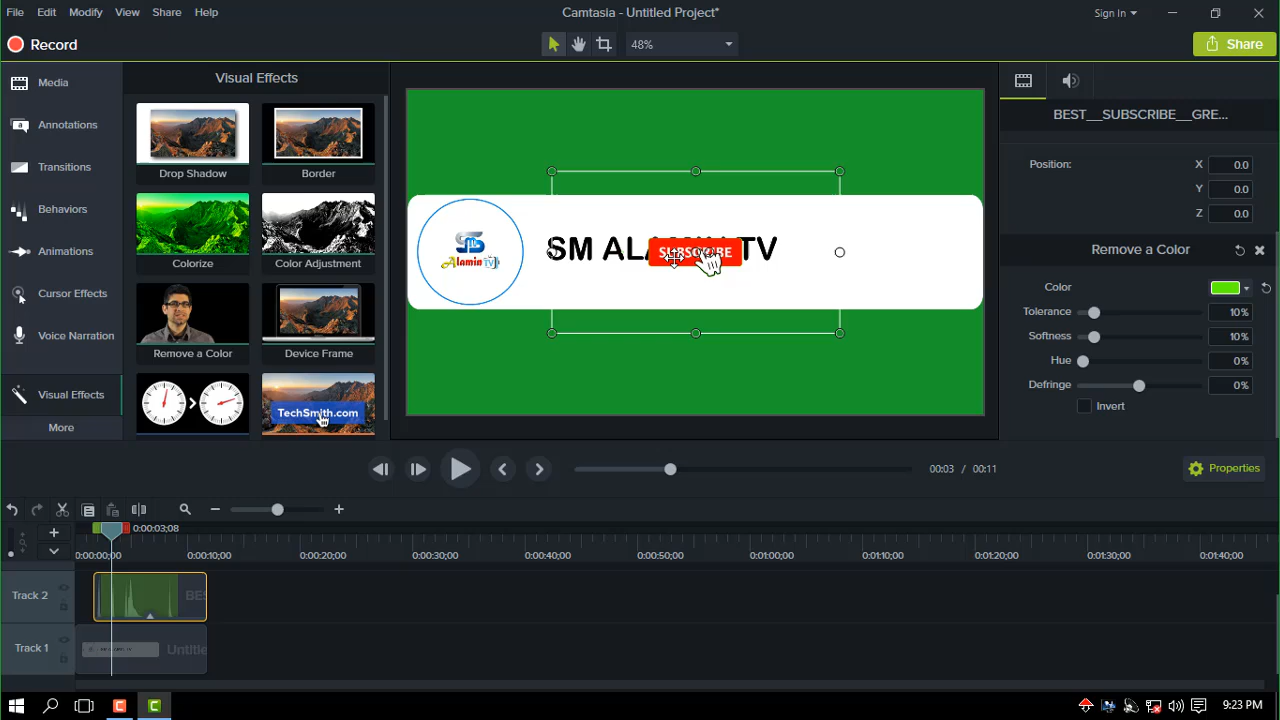 File Edit Modify View Share Help Camtasia - Untitled Project* Sign In
Record 48% Share
Media
Annotations
Transitions
Behaviors
Animations
Cursor Effects
Voice Narration
Visual Effects
More
Visual Effects
Drop Shadow Border
Colorize Color Adjustment
Remove a Color Device Frame
TechSmith.com
Alamin TV
SM ALAMIN TV
SUBSCRIBE
BEST__SUBSCRIBE__GRE...
Position: X 0.0
Y 0.0
Z 0.0
Remove a Color
Color
Tolerance 10%
Softness 10%
Hue 0%
Defringe 0%
Invert
00:03 / 00:11 Properties
0:00:03;08
0:00:00;00 0:00:10;00 0:00:20;00 0:00:30;00 0:00:40;00 0:00:50;00 0:01:00;00 0:01:10;00 0:01:20;00 0:01:30;00 0:01:40;00
Track 2 BES
Track 1 Untitle
9:23 PM